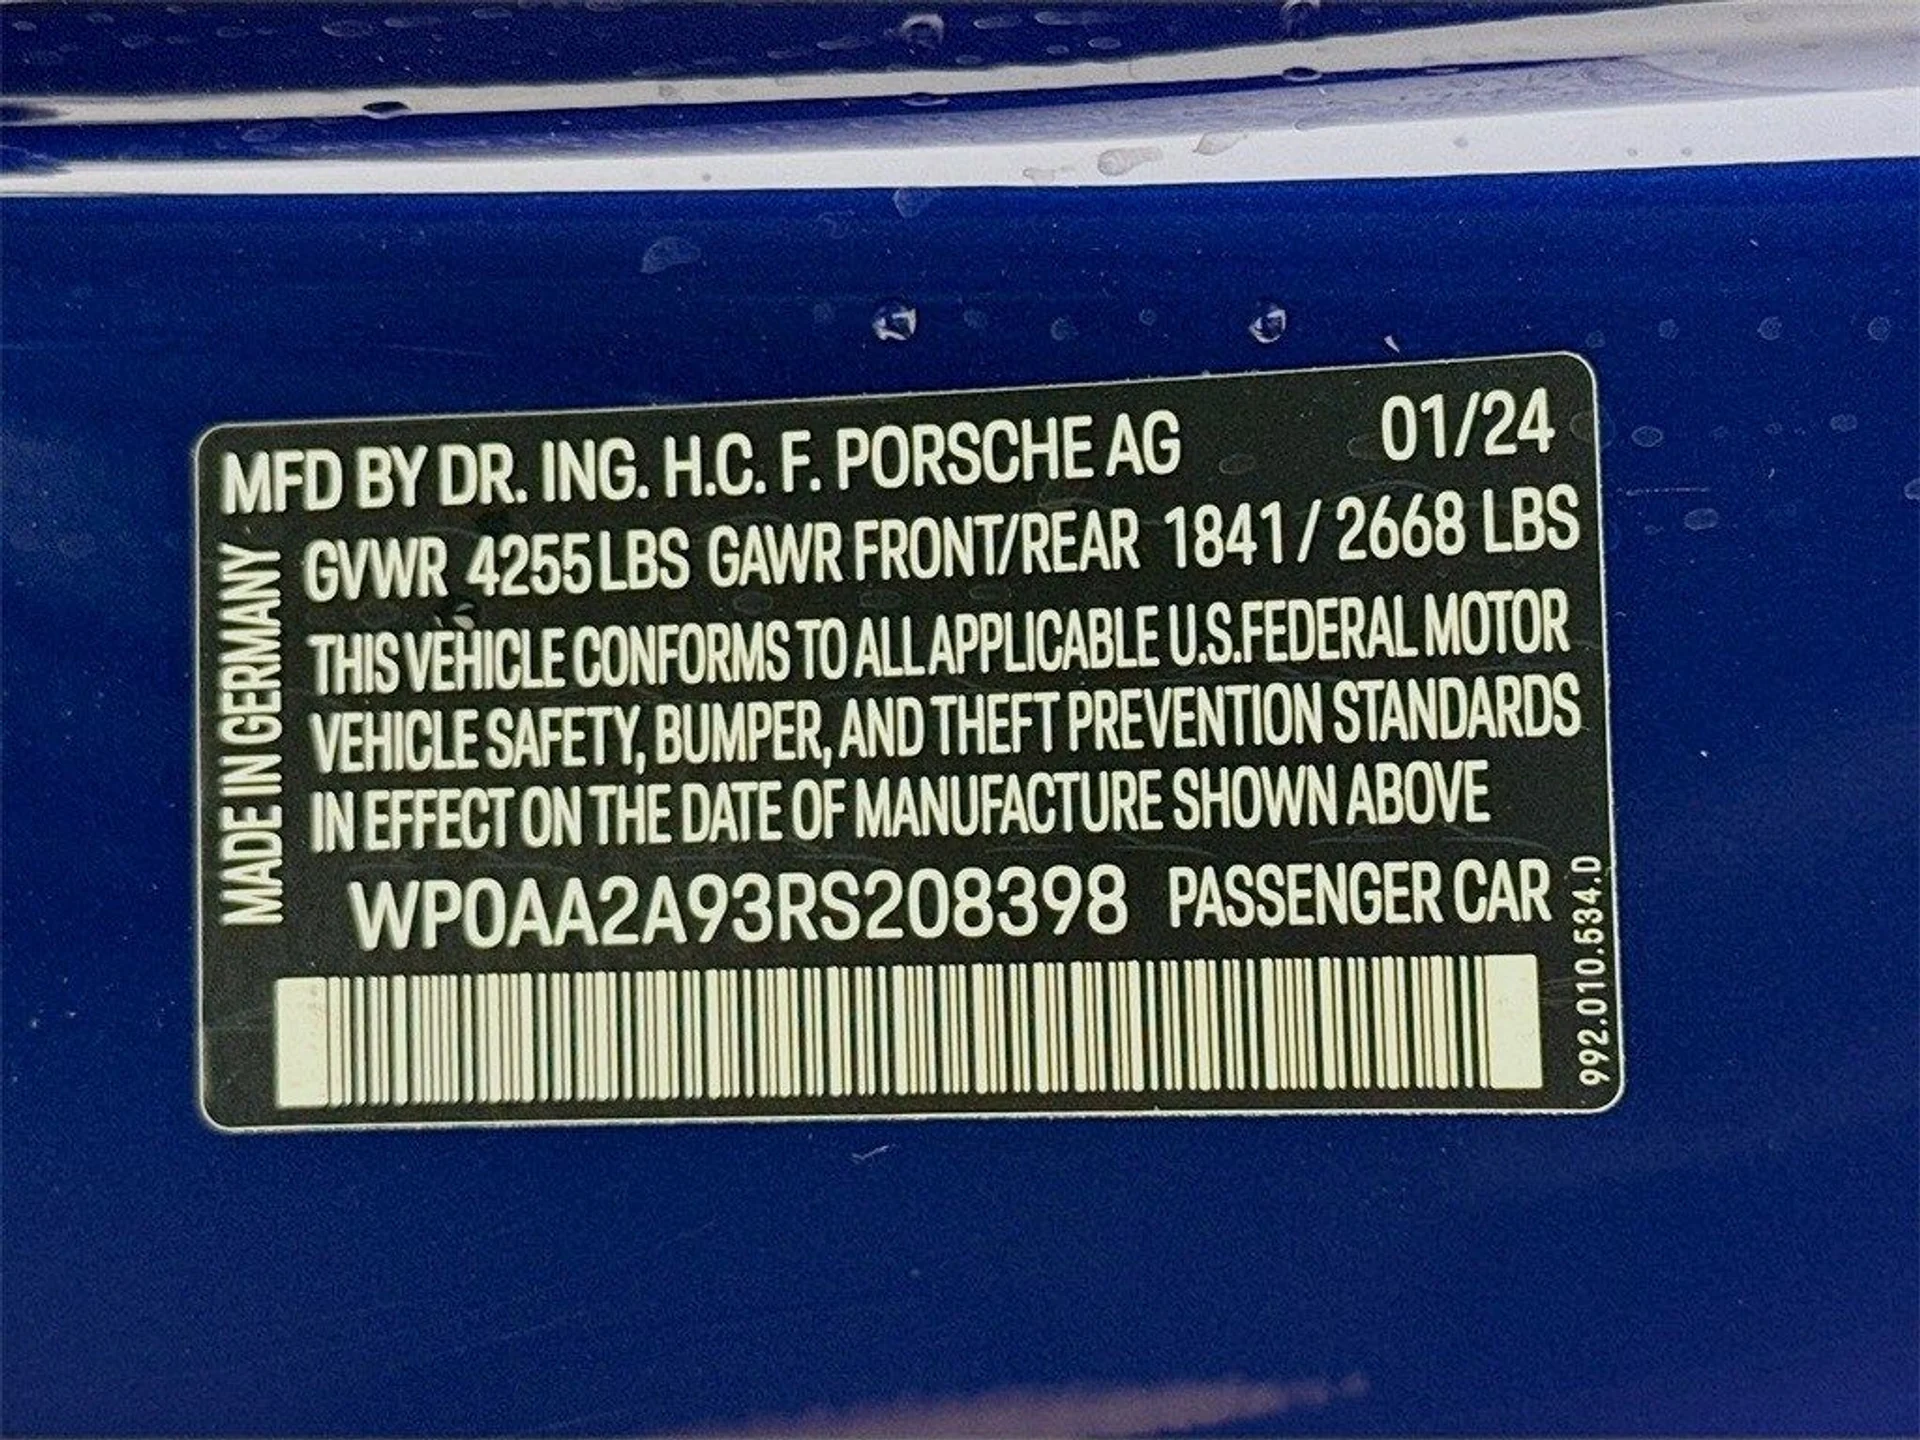 MFD BY DR. ING. H.C. F. PORSCHE AG 01/24
GVWR 4255 LBS GAWR FRONT/REAR 1841 / 2668 LBS
THIS VEHICLE CONFORMS TO ALL APPLICABLE U.S. FEDERAL MOTOR
VEHICLE SAFETY, BUMPER, AND THEFT PREVENTION STANDARDS
IN EFFECT ON THE DATE OF MANUFACTURE SHOWN ABOVE
WP0AA2A93RS208398 PASSENGER CAR
MADE IN GERMANY
992.010.534.D